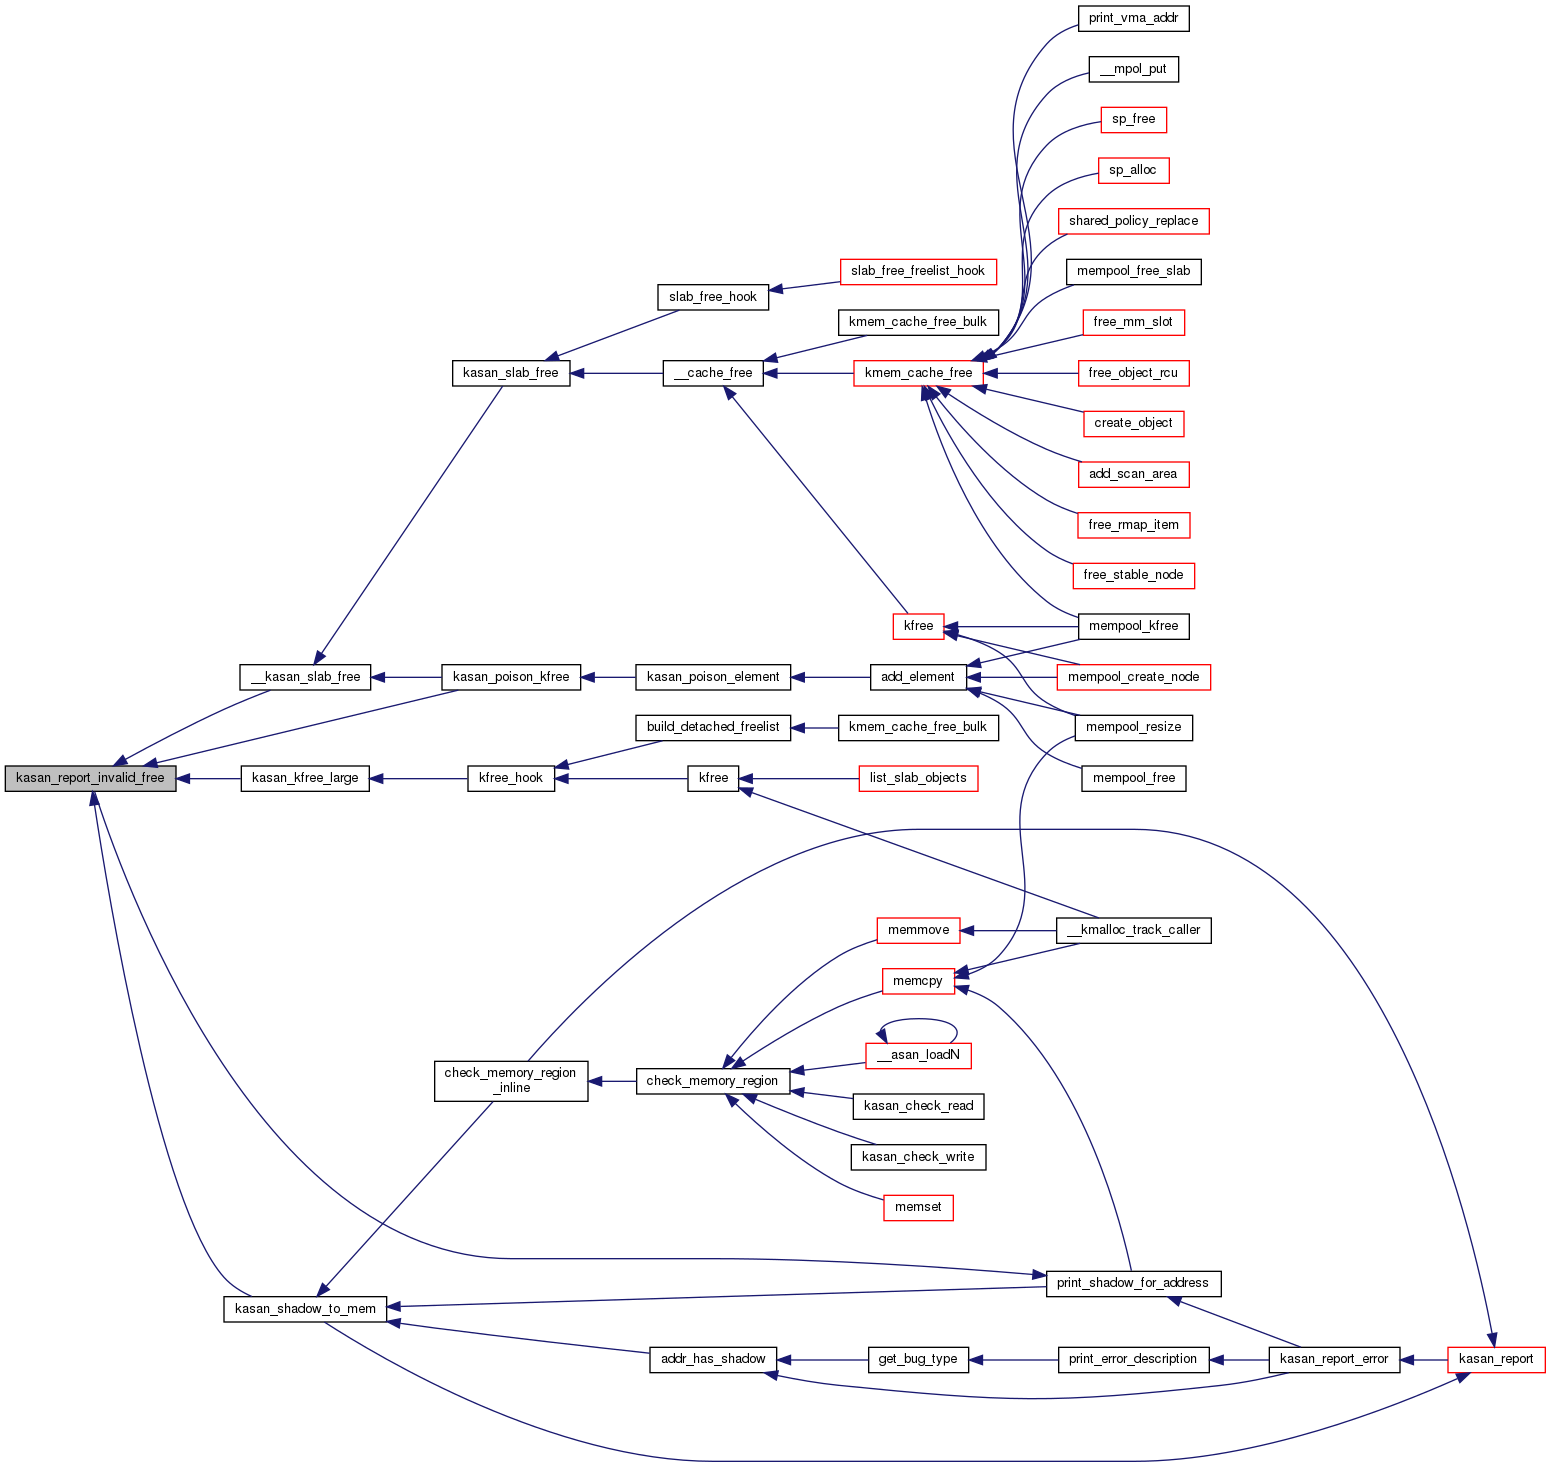 print_vma_addr
__mpol_put
sp_free
sp_alloc
shared_policy_replace
slab_free_freelist_hook
mempool_free_slab
slab_free_hook
kmem_cache_free_bulk
free_mm_slot
kasan_slab_free
__cache_free
kmem_cache_free
free_object_rcu
create_object
add_scan_area
free_rmap_item
free_stable_node
kfree
mempool_kfree
__kasan_slab_free
kasan_poison_kfree
kasan_poison_element
add_element
mempool_create_node
build_detached_freelist
kmem_cache_free_bulk
mempool_resize
kasan_report_invalid_free
kasan_kfree_large
kfree_hook
kfree
list_slab_objects
mempool_free
memmove
__kmalloc_track_caller
memcpy
__asan_loadN
check_memory_region
_inline
check_memory_region
kasan_check_read
kasan_check_write
memset
print_shadow_for_address
kasan_shadow_to_mem
addr_has_shadow
get_bug_type
print_error_description
kasan_report_error
kasan_report